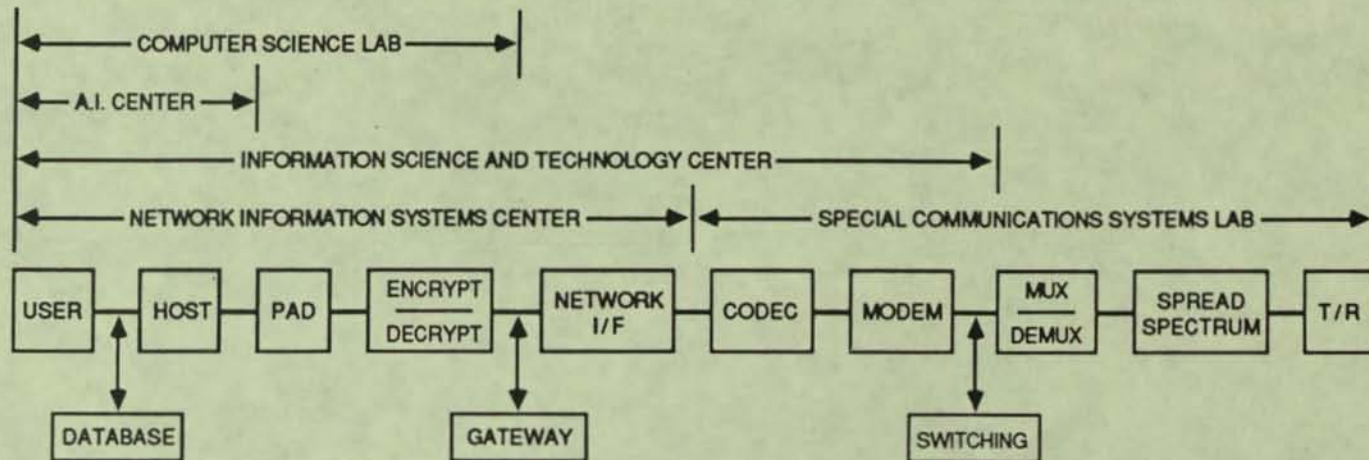 COMPUTER SCIENCE LAB
A.I. CENTER
INFORMATION SCIENCE AND TECHNOLOGY CENTER
NETWORK INFORMATION SYSTEMS CENTER
SPECIAL COMMUNICATIONS SYSTEMS LAB
USER
HOST
PAD
ENCRYPT
DECRYPT
NETWORK
I/F
CODEC
MODEM
MUX
DEMUX
SPREAD
SPECTRUM
T/R
DATABASE
GATEWAY
SWITCHING